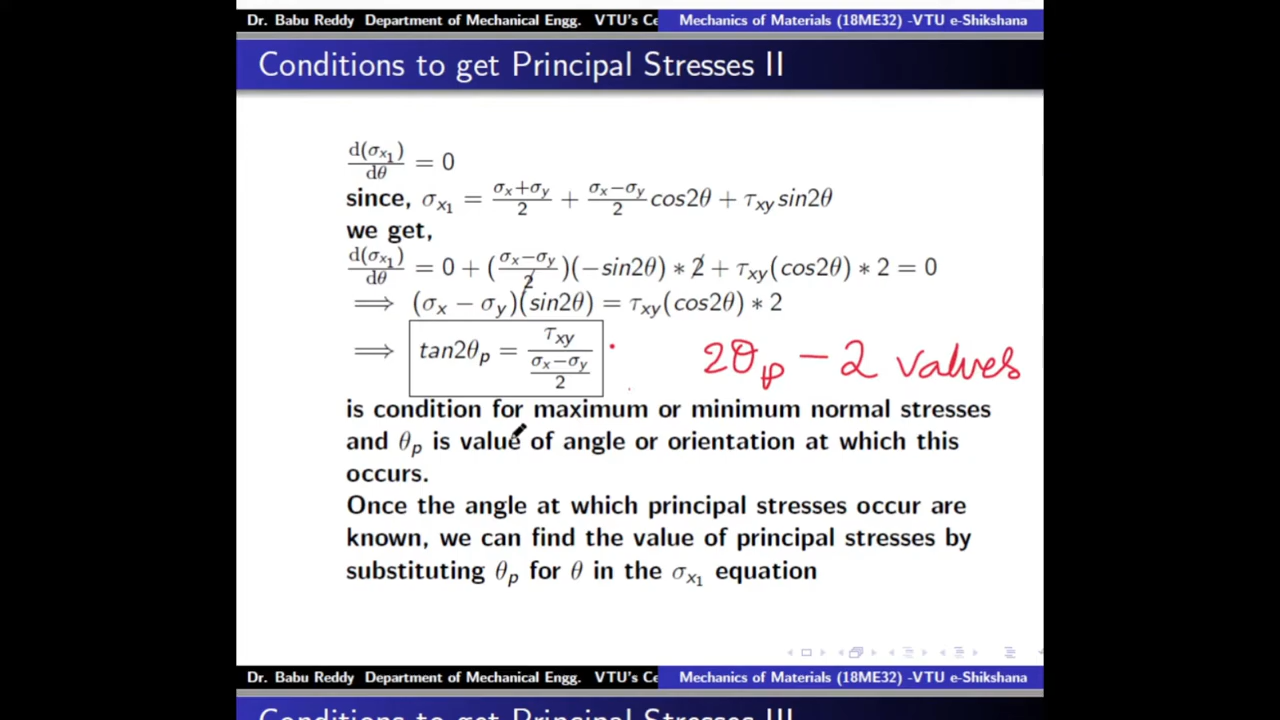 Dr. Babu Reddy Department of Mechanical Engg. VTU's Ce Mechanics of Materials (18ME32) -VTU e-Shikshana
Conditions to get Principal Stresses II
d(σx₁)/dθ = 0
since, σx₁ = (σx+σy)/2 + (σx−σy)/2 cos2θ + τxy sin2θ
we get,
d(σx₁)/dθ = 0 + ((σx−σy)/2)(−sin2θ) ∗ 2 + τxy(cos2θ) ∗ 2 = 0
⟹ (σx − σy)(sin2θ) = τxy(cos2θ) ∗ 2
⟹ tan2θp = τxy/((σx−σy)/2)
2θp – 2 values
is condition for maximum or minimum normal stresses
and θp is value of angle or orientation at which this
occurs.
Once the angle at which principal stresses occur are
known, we can find the value of principal stresses by
substituting θp for θ in the σx₁ equation
Dr. Babu Reddy Department of Mechanical Engg. VTU's Ce Mechanics of Materials (18ME32) -VTU e-Shikshana
Conditions to get Principal Stresses III